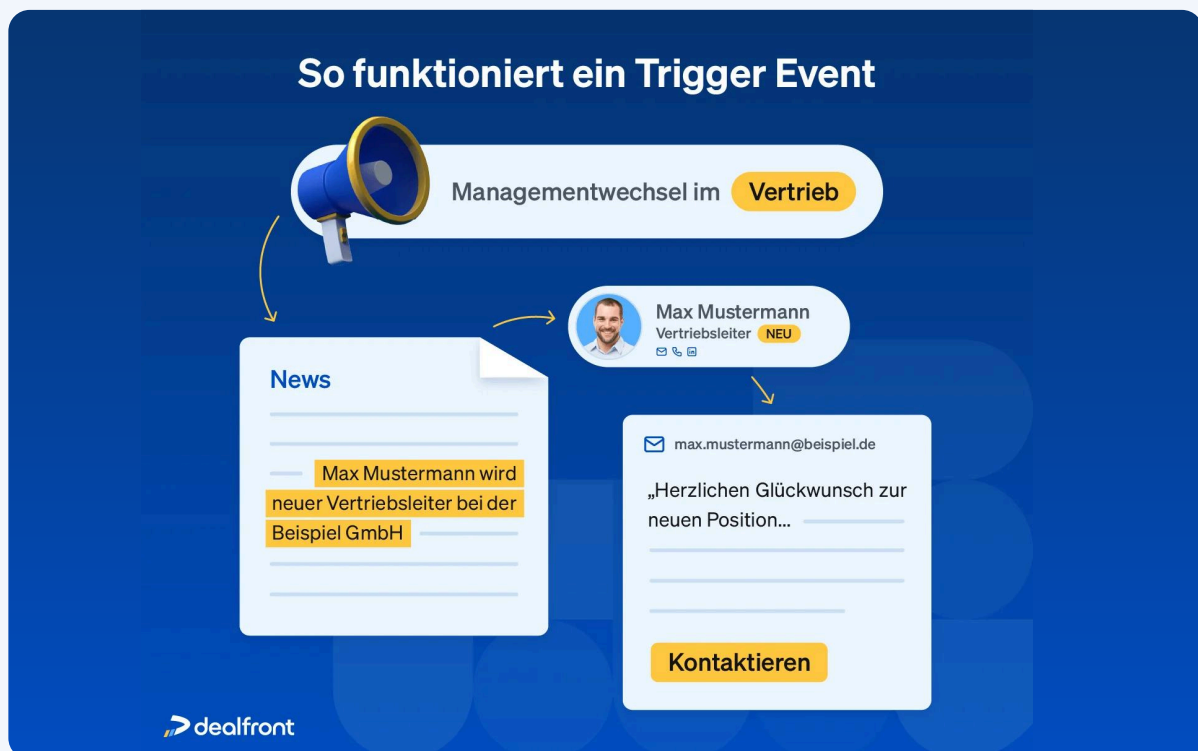 So funktioniert ein Trigger Event
Managementwechsel im Vertrieb
News
Max Mustermann wird
neuer Vertriebsleiter bei der
Beispiel GmbH
Max Mustermann
Vertriebsleiter NEU
in
max.mustermann@beispiel.de
„Herzlichen Glückwunsch zur
neuen Position...
Kontaktieren
dealfront